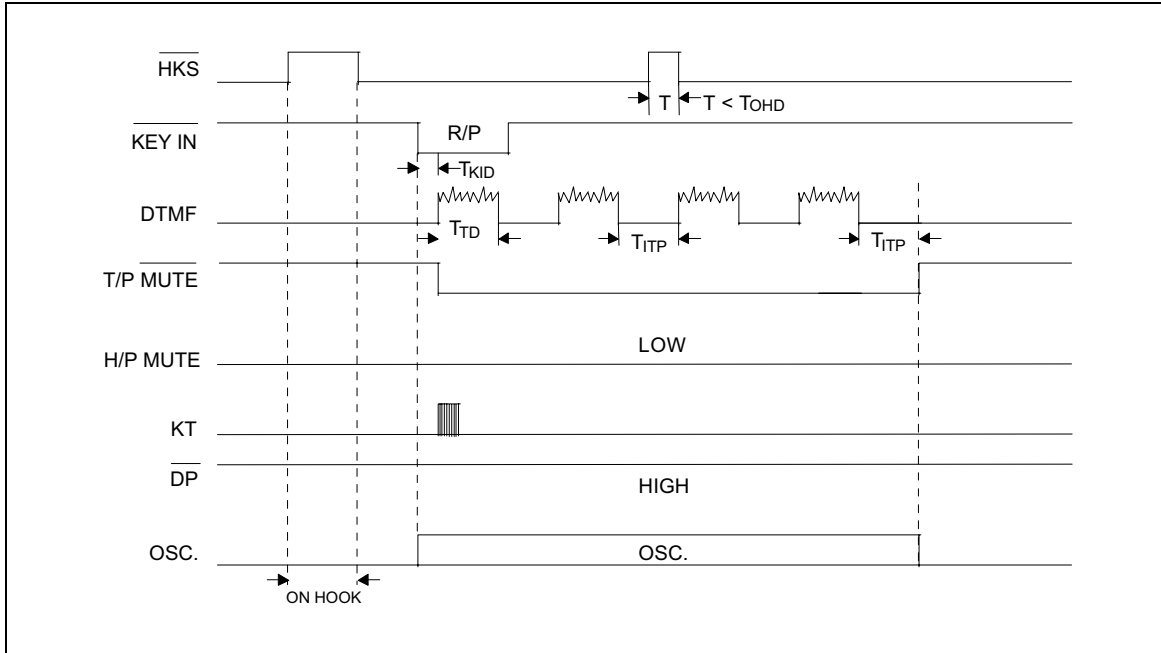 HKS
T T < TOHD
KEY IN R/P
TKID
DTMF
TTD TITP TITP
T/P MUTE
LOW
H/P MUTE
KT
DP
HIGH
OSC. OSC.
ON HOOK